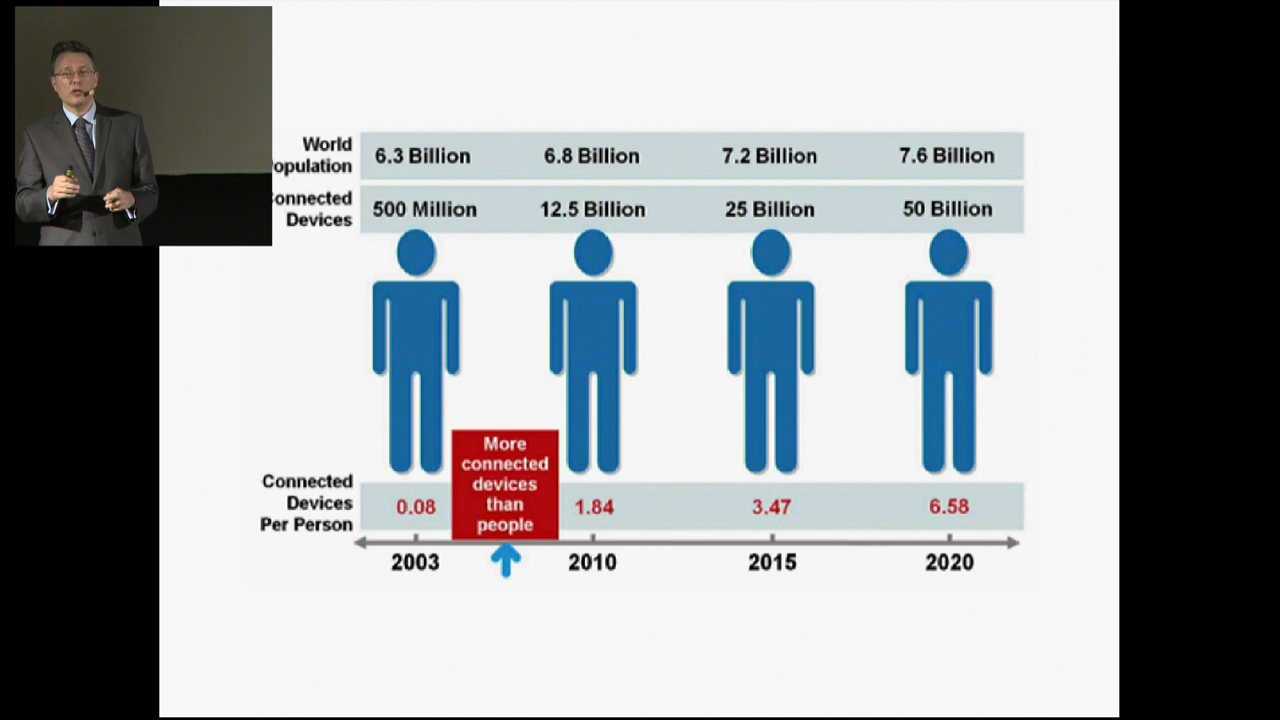 World
opulation
6.3 Billion
6.8 Billion
7.2 Billion
7.6 Billion
onnected
Devices
500 Million
12.5 Billion
25 Billion
50 Billion
More
connected
devices
than
people
Connected
Devices
Per Person
0.08
1.84
3.47
6.58
2003
2010
2015
2020